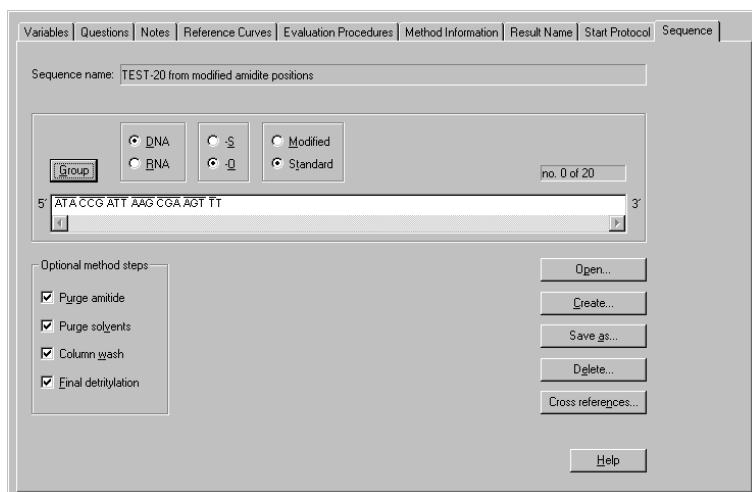 Variables Questions Notes Reference Curves Evaluation Procedures Method Information Result Name Start Protocol Sequence
Sequence name: TEST-20 from modified amidite positions
DNA -S Modified
Group RNA -O Standard no. 0 of 20
5´ ATA CCG ATT AAG CGA AGT TT 3´
Optional method steps
Purge amitide
Purge solvents
Column wash
Final detritylation
Open...
Create...
Save as...
Delete...
Cross references...
Help